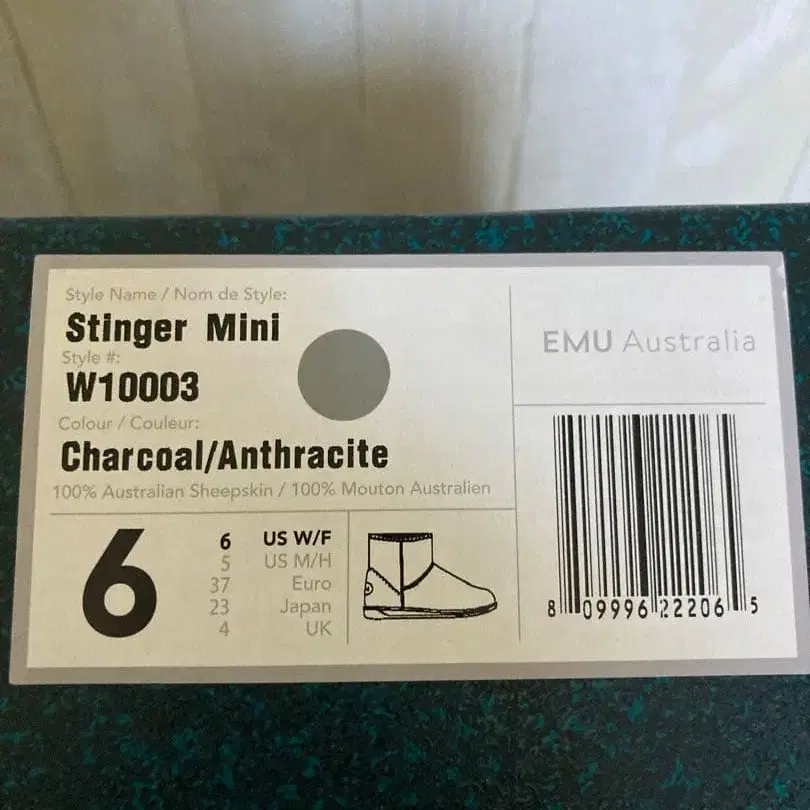 Style Name / Nom de Style:
Stinger Mini
Style #:
W10003
Colour / Couleur:
Charcoal/Anthracite
100% Australian Sheepskin / 100% Mouton Australien
6
6 US W/F
5 US M/H
37 Euro
23 Japan
4 UK
EMU Australia
8 09996 22206 5